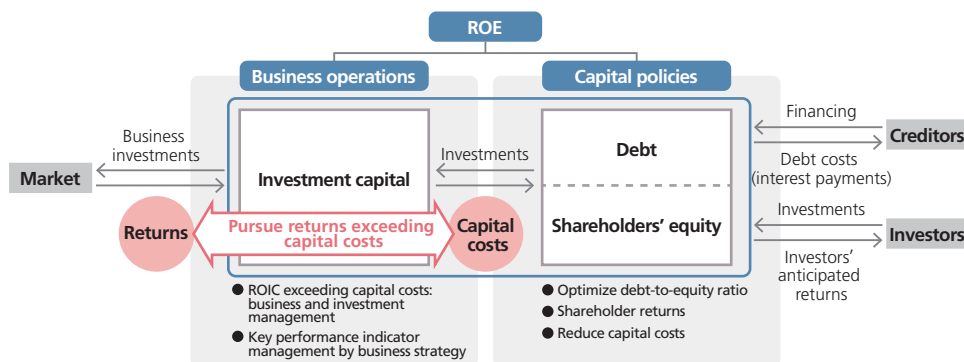 ROE
Business operations
Capital policies
Market
Business
investments
Investment capital
Investments
Debt
Shareholders' equity
Financing
Debt costs
(interest payments)
Creditors
Investments
Investors'
anticipated
returns
Investors
Returns
Pursue returns exceeding
capital costs
Capital
costs
● ROIC exceeding capital costs:
business and investment
management
● Key performance indicator
management by business strategy
● Optimize debt-to-equity ratio
● Shareholder returns
● Reduce capital costs